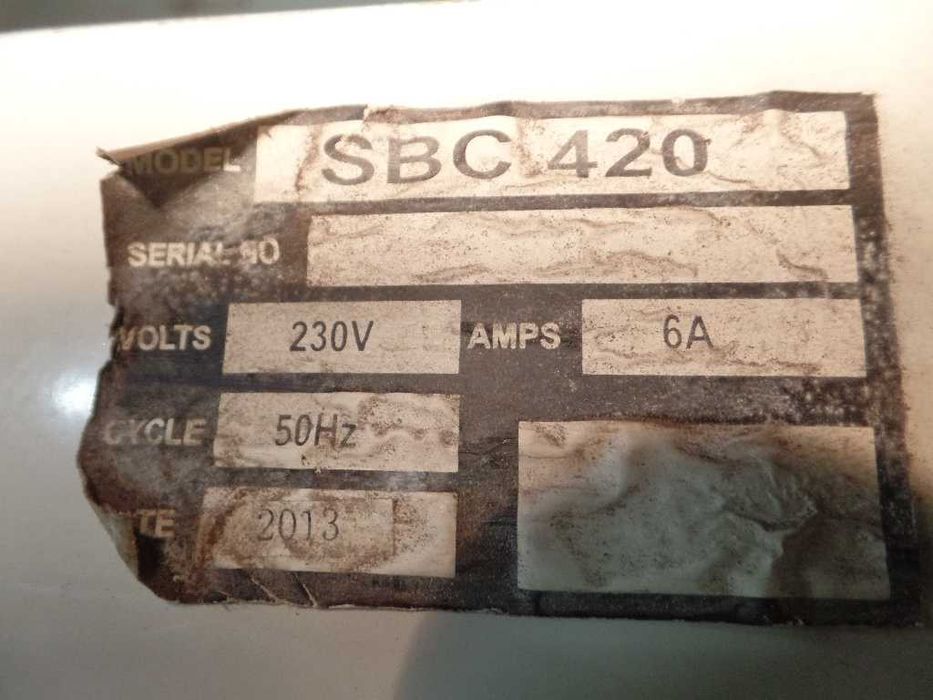 MODEL SBC 420
SERIAL NO
VOLTS 230V AMPS 6A
CYCLE 50Hz
TE 2013